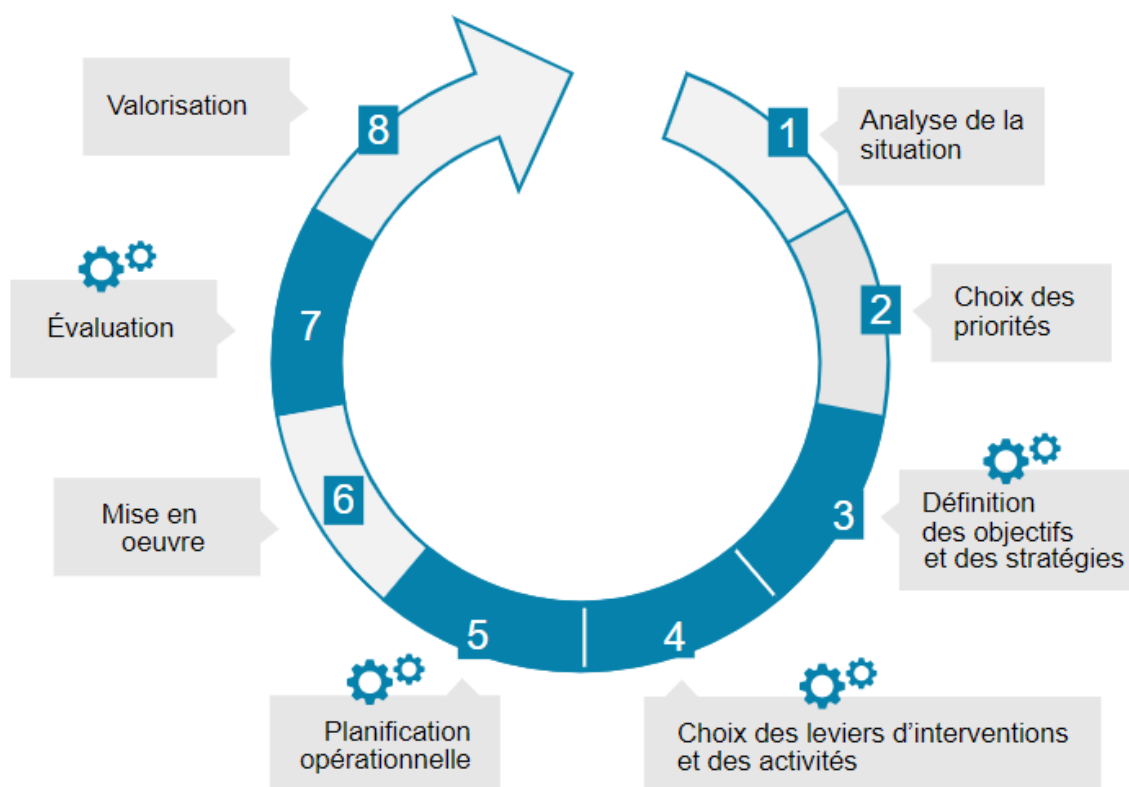 1
Analyse de la
situation
2
Choix des
priorités
3
Définition
des objectifs
et des stratégies
4
Choix des leviers d’interventions
et des activités
5
Planification
opérationnelle
6
Mise en
oeuvre
7
Évaluation
8
Valorisation